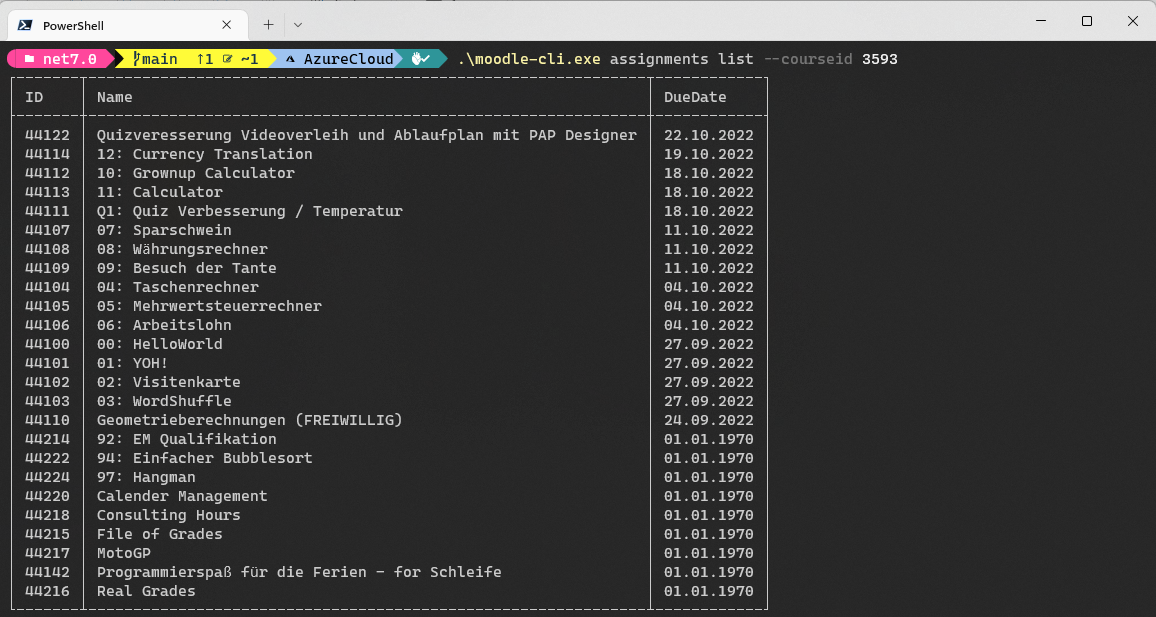 PowerShell
net7.0 main ↑1 ~1 AzureCloud .\moodle-cli.exe assignments list --courseid 3593
ID Name DueDate
44122 Quizveresserung Videoverleih und Ablaufplan mit PAP Designer 22.10.2022
44114 12: Currency Translation 19.10.2022
44112 10: Grownup Calculator 18.10.2022
44113 11: Calculator 18.10.2022
44111 Q1: Quiz Verbesserung / Temperatur 18.10.2022
44107 07: Sparschwein 11.10.2022
44108 08: Währungsrechner 11.10.2022
44109 09: Besuch der Tante 11.10.2022
44104 04: Taschenrechner 04.10.2022
44105 05: Mehrwertsteuerrechner 04.10.2022
44106 06: Arbeitslohn 04.10.2022
44100 00: HelloWorld 27.09.2022
44101 01: YOH! 27.09.2022
44102 02: Visitenkarte 27.09.2022
44103 03: WordShuffle 27.09.2022
44110 Geometrieberechnungen (FREIWILLIG) 24.09.2022
44214 92: EM Qualifikation 01.01.1970
44222 94: Einfacher Bubblesort 01.01.1970
44224 97: Hangman 01.01.1970
44220 Calender Management 01.01.1970
44218 Consulting Hours 01.01.1970
44215 File of Grades 01.01.1970
44217 MotoGP 01.01.1970
44142 Programmierspaß für die Ferien - for Schleife 01.01.1970
44216 Real Grades 01.01.1970